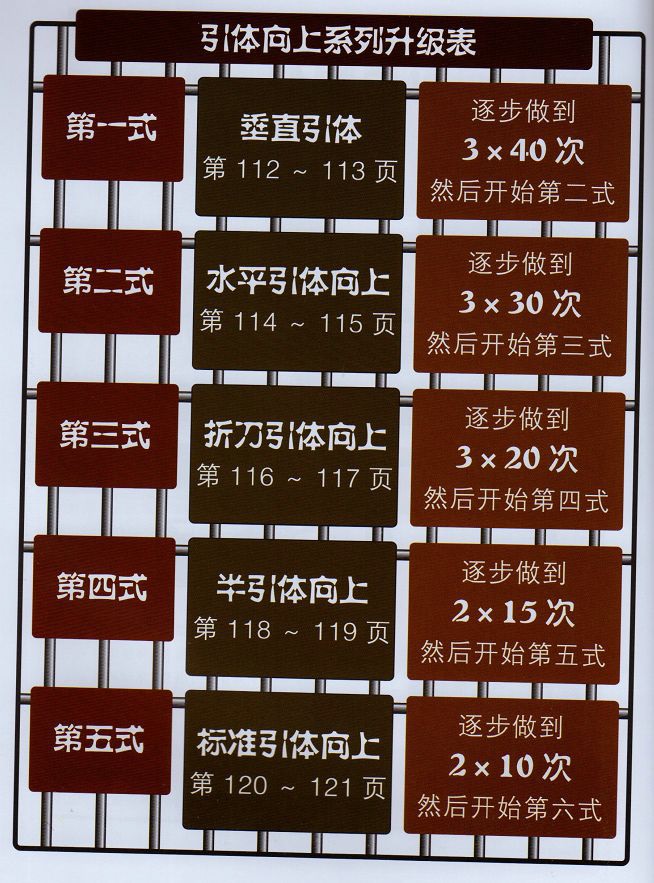 引体向上系列升级表
第一式
垂直引体
第 112 ~ 113 页
逐步做到
3 × 40 次
然后开始第二式
第二式
水平引体向上
第 114 ~ 115 页
逐步做到
3 × 30 次
然后开始第三式
第三式
折刀引体向上
第 116 ~ 117 页
逐步做到
3 × 20 次
然后开始第四式
第四式
半引体向上
第 118 ~ 119 页
逐步做到
2 × 15 次
然后开始第五式
第五式
标准引体向上
第 120 ~ 121 页
逐步做到
2 × 10 次
然后开始第六式